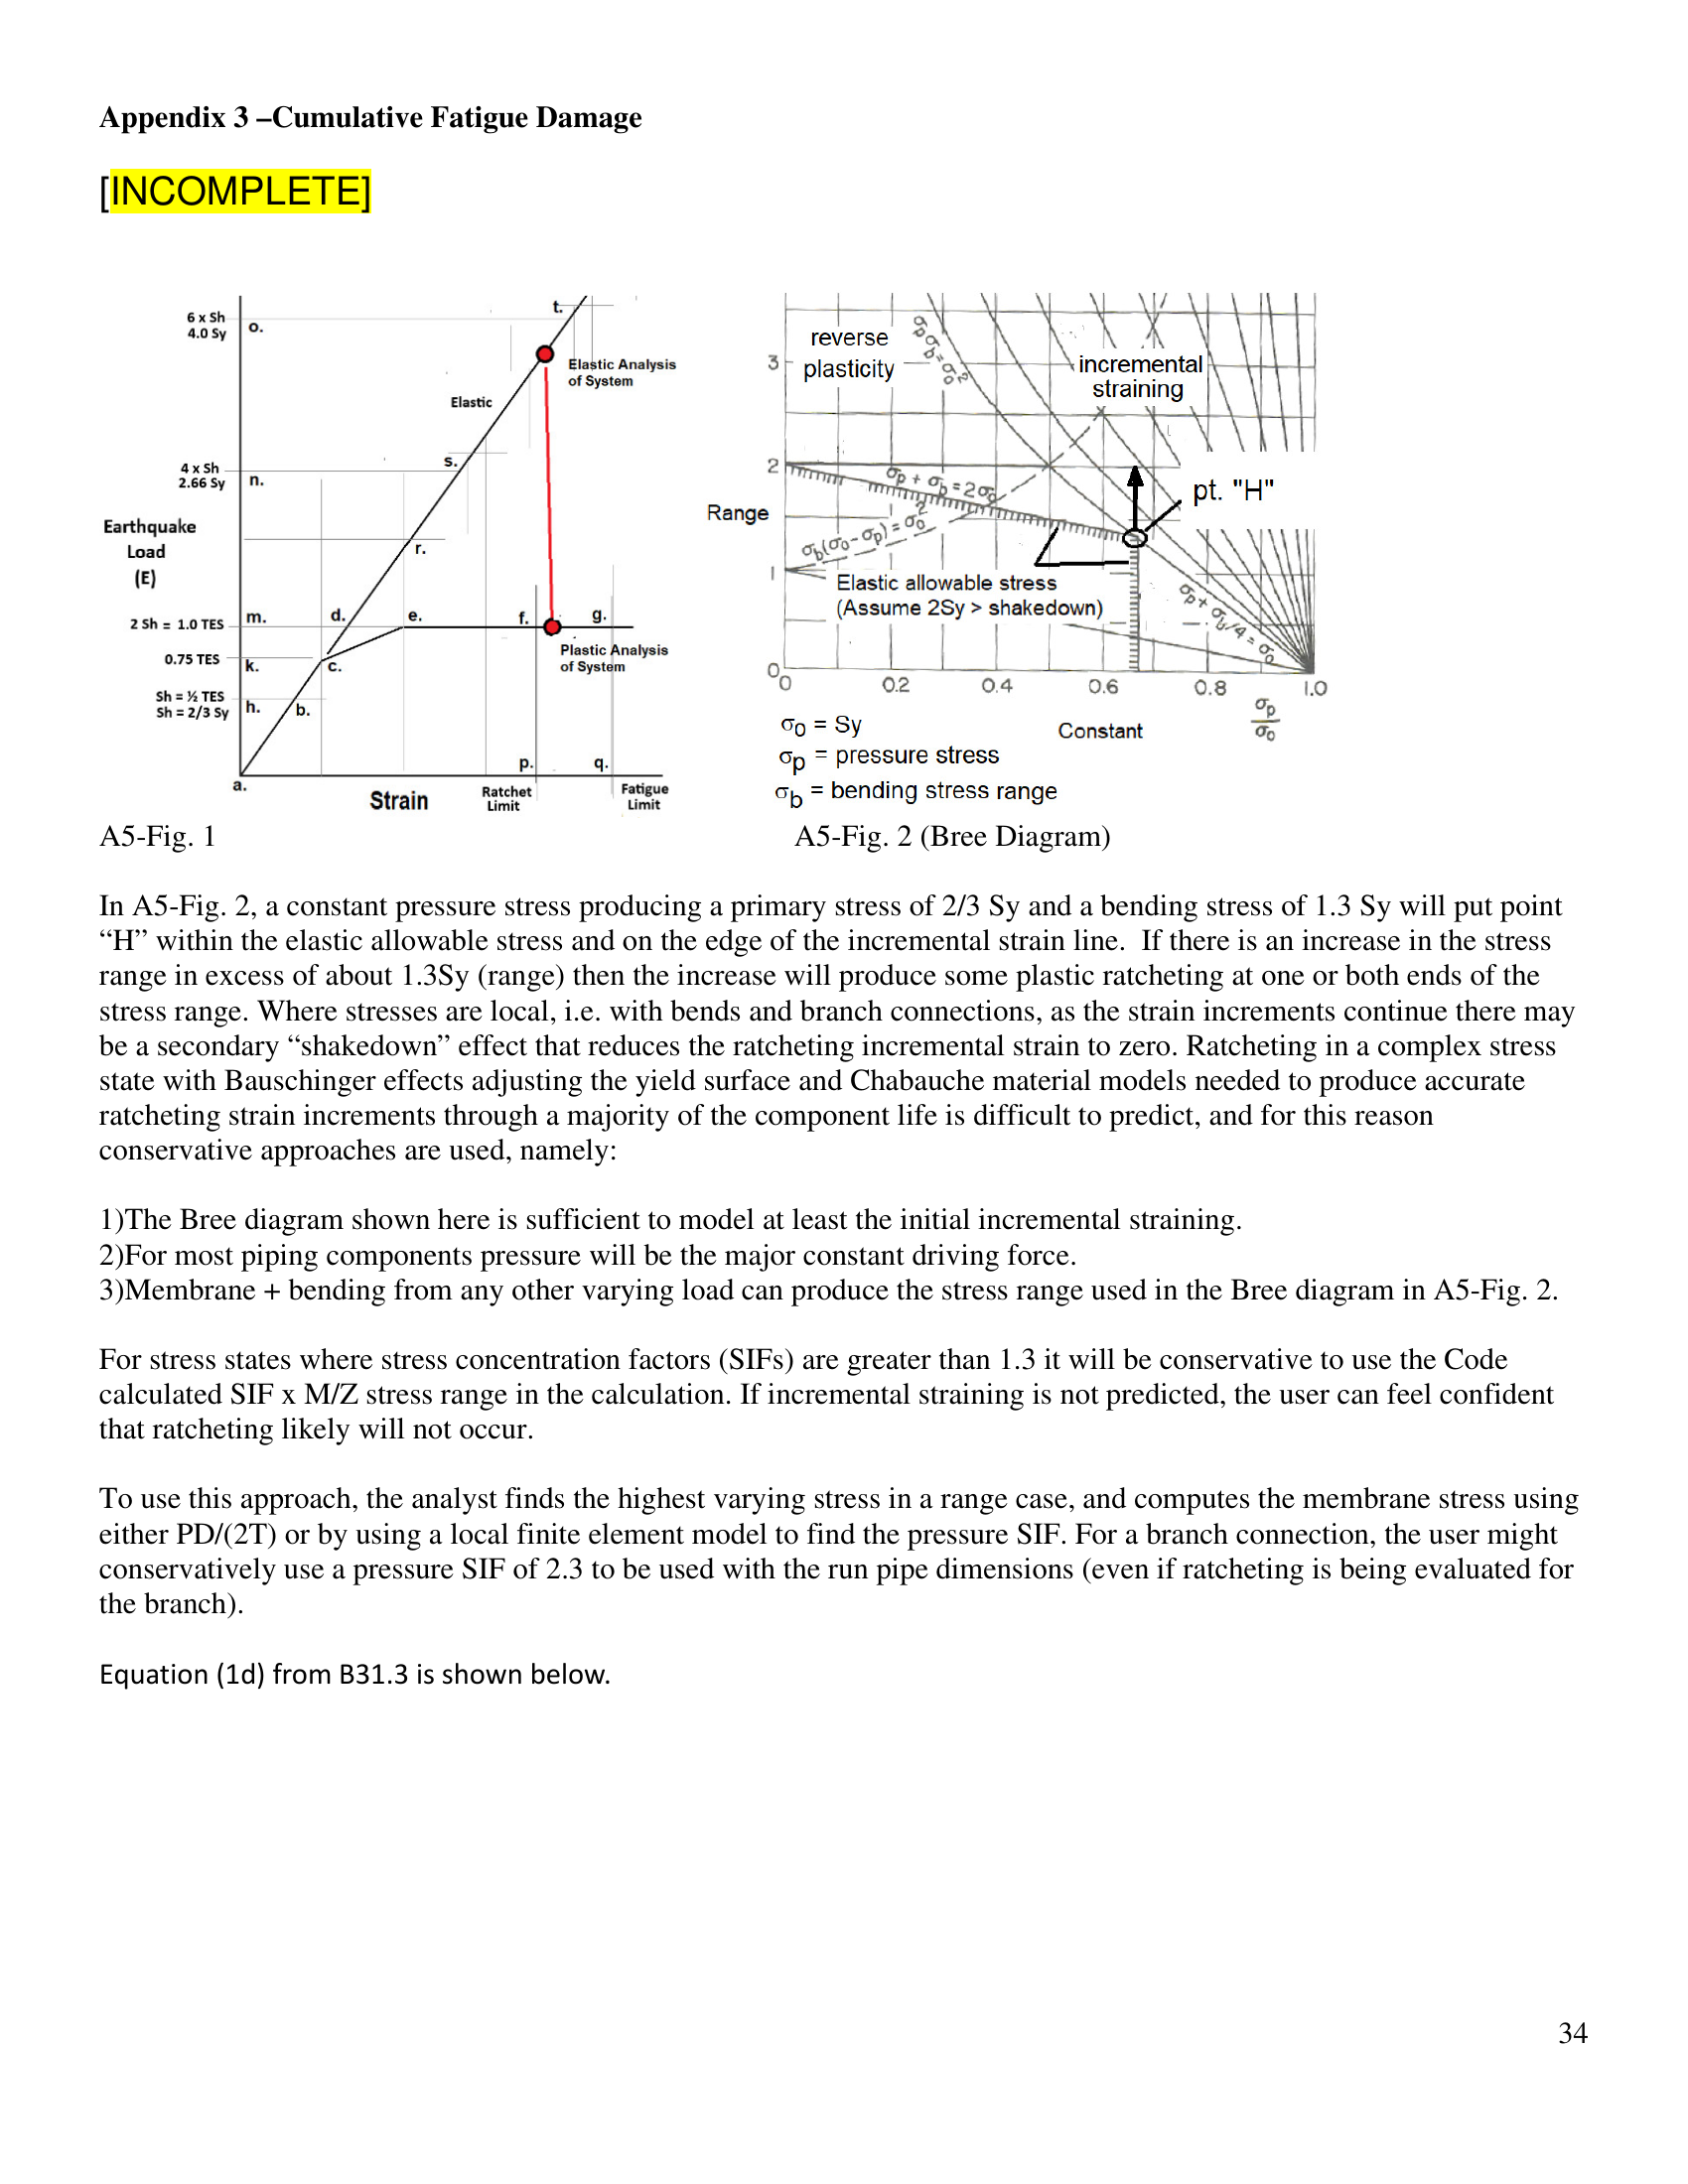 Appendix 3 –Cumulative Fatigue Damage
[INCOMPLETE]
6 x Sh
4.0 Sy
o.
t.
Elastic Analysis
of System
Elastic
4 x Sh
2.66 Sy
n.
s.
Earthquake
Load
(E)
r.
2 Sh = 1.0 TES
m.
d.
e.
f.
g.
Plastic Analysis
of System
0.75 TES
k.
c.
Sh = ½ TES
Sh = 2/3 Sy
h.
b.
p.
q.
a.
Strain
Ratchet
Limit
Fatigue
Limit
reverse
plasticity
σp σb = σo²
incremental
straining
3
2
σp + σb = 2σo
pt. "H"
Range
σb(σo - σp) = σo²
1
Elastic allowable stress
(Assume 2Sy > shakedown)
σp + σb/4 = σo
0
0 0.2 0.4 0.6 0.8 1.0
σp
σo
σo = Sy
Constant
σp = pressure stress
σb = bending stress range
A5-Fig. 1 A5-Fig. 2 (Bree Diagram)
In A5-Fig. 2, a constant pressure stress producing a primary stress of 2/3 Sy and a bending stress of 1.3 Sy will put point
“H” within the elastic allowable stress and on the edge of the incremental strain line.  If there is an increase in the stress
range in excess of about 1.3Sy (range) then the increase will produce some plastic ratcheting at one or both ends of the
stress range. Where stresses are local, i.e. with bends and branch connections, as the strain increments continue there may
be a secondary “shakedown” effect that reduces the ratcheting incremental strain to zero. Ratcheting in a complex stress
state with Bauschinger effects adjusting the yield surface and Chabauche material models needed to produce accurate
ratcheting strain increments through a majority of the component life is difficult to predict, and for this reason
conservative approaches are used, namely:
1)The Bree diagram shown here is sufficient to model at least the initial incremental straining.
2)For most piping components pressure will be the major constant driving force.
3)Membrane + bending from any other varying load can produce the stress range used in the Bree diagram in A5-Fig. 2.
For stress states where stress concentration factors (SIFs) are greater than 1.3 it will be conservative to use the Code
calculated SIF x M/Z stress range in the calculation. If incremental straining is not predicted, the user can feel confident
that ratcheting likely will not occur.
To use this approach, the analyst finds the highest varying stress in a range case, and computes the membrane stress using
either PD/(2T) or by using a local finite element model to find the pressure SIF. For a branch connection, the user might
conservatively use a pressure SIF of 2.3 to be used with the run pipe dimensions (even if ratcheting is being evaluated for
the branch).
Equation (1d) from B31.3 is shown below.
34